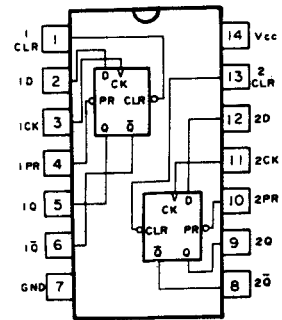 1 CLR 1 14 Vcc
1D 2 13 2 CLR
D CK
PR CLR
1CK 3 12 2D
1PR 4 11 2CK
Q Q̅
1Q 5 10 2PR
CK D
1Q̅ 6 9 2Q
CLR PR
Q̅ Q
GND 7 8 2Q̅